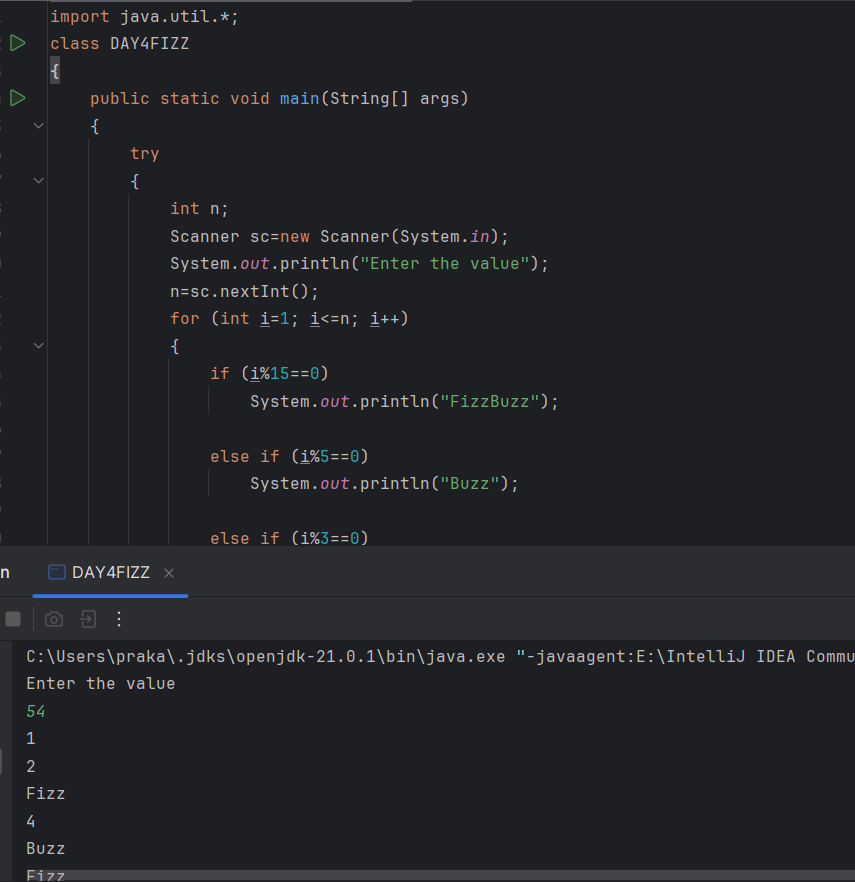 import java.util.*;
class DAY4FIZZ
{
public static void main(String[] args)
{
try
{
int n;
Scanner sc=new Scanner(System.in);
System.out.println("Enter the value");
n=sc.nextInt();
for (int i=1; i<=n; i++)
{
if (i%15==0)
System.out.println("FizzBuzz");
else if (i%5==0)
System.out.println("Buzz");
else if (i%3==0)
n DAY4FIZZ
C:\Users\praka\.jdks\openjdk-21.0.1\bin\java.exe "-javaagent:E:\IntelliJ IDEA Commu
Enter the value
54
1
2
Fizz
4
Buzz
Fizz